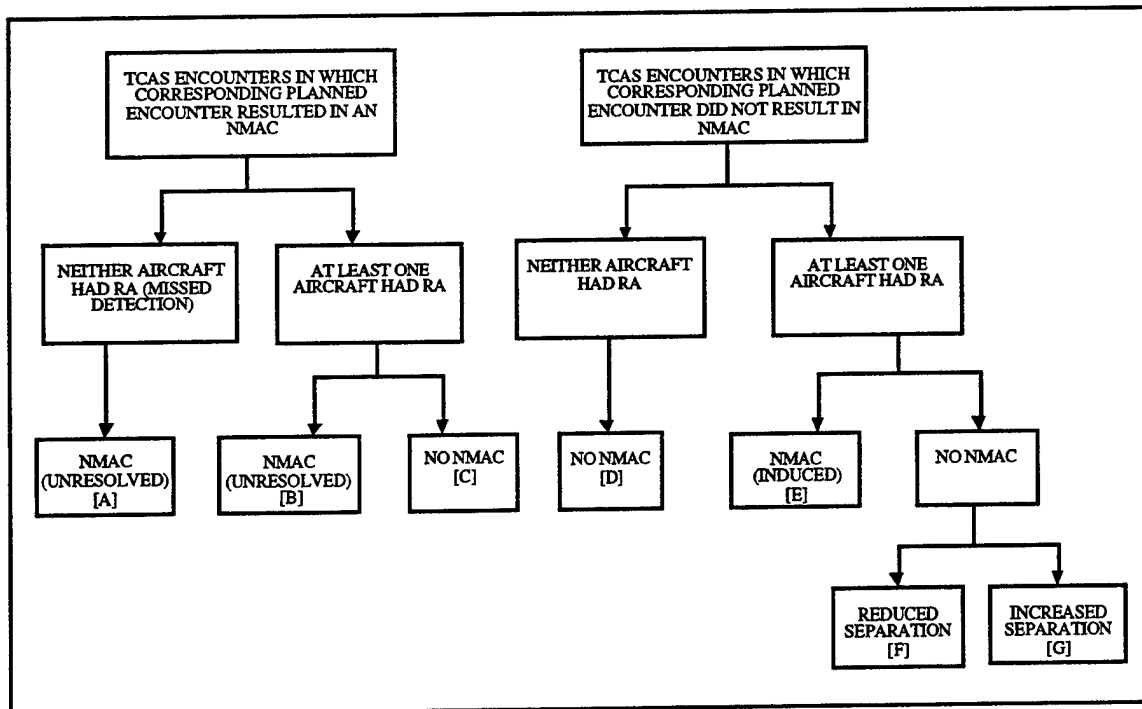 TCAS ENCOUNTERS IN WHICH
CORRESPONDING PLANNED
ENCOUNTER RESULTED IN AN
NMAC
TCAS ENCOUNTERS IN WHICH
CORRESPONDING PLANNED
ENCOUNTER DID NOT RESULT IN
NMAC
NEITHER AIRCRAFT
HAD RA (MISSED
DETECTION)
AT LEAST ONE
AIRCRAFT HAD RA
NEITHER AIRCRAFT
HAD RA
AT LEAST ONE
AIRCRAFT HAD RA
NMAC
(UNRESOLVED)
[A]
NMAC
(UNRESOLVED)
[B]
NO NMAC
[C]
NO NMAC
[D]
NMAC
(INDUCED)
[E]
NO NMAC
REDUCED
SEPARATION
[F]
INCREASED
SEPARATION
[G]